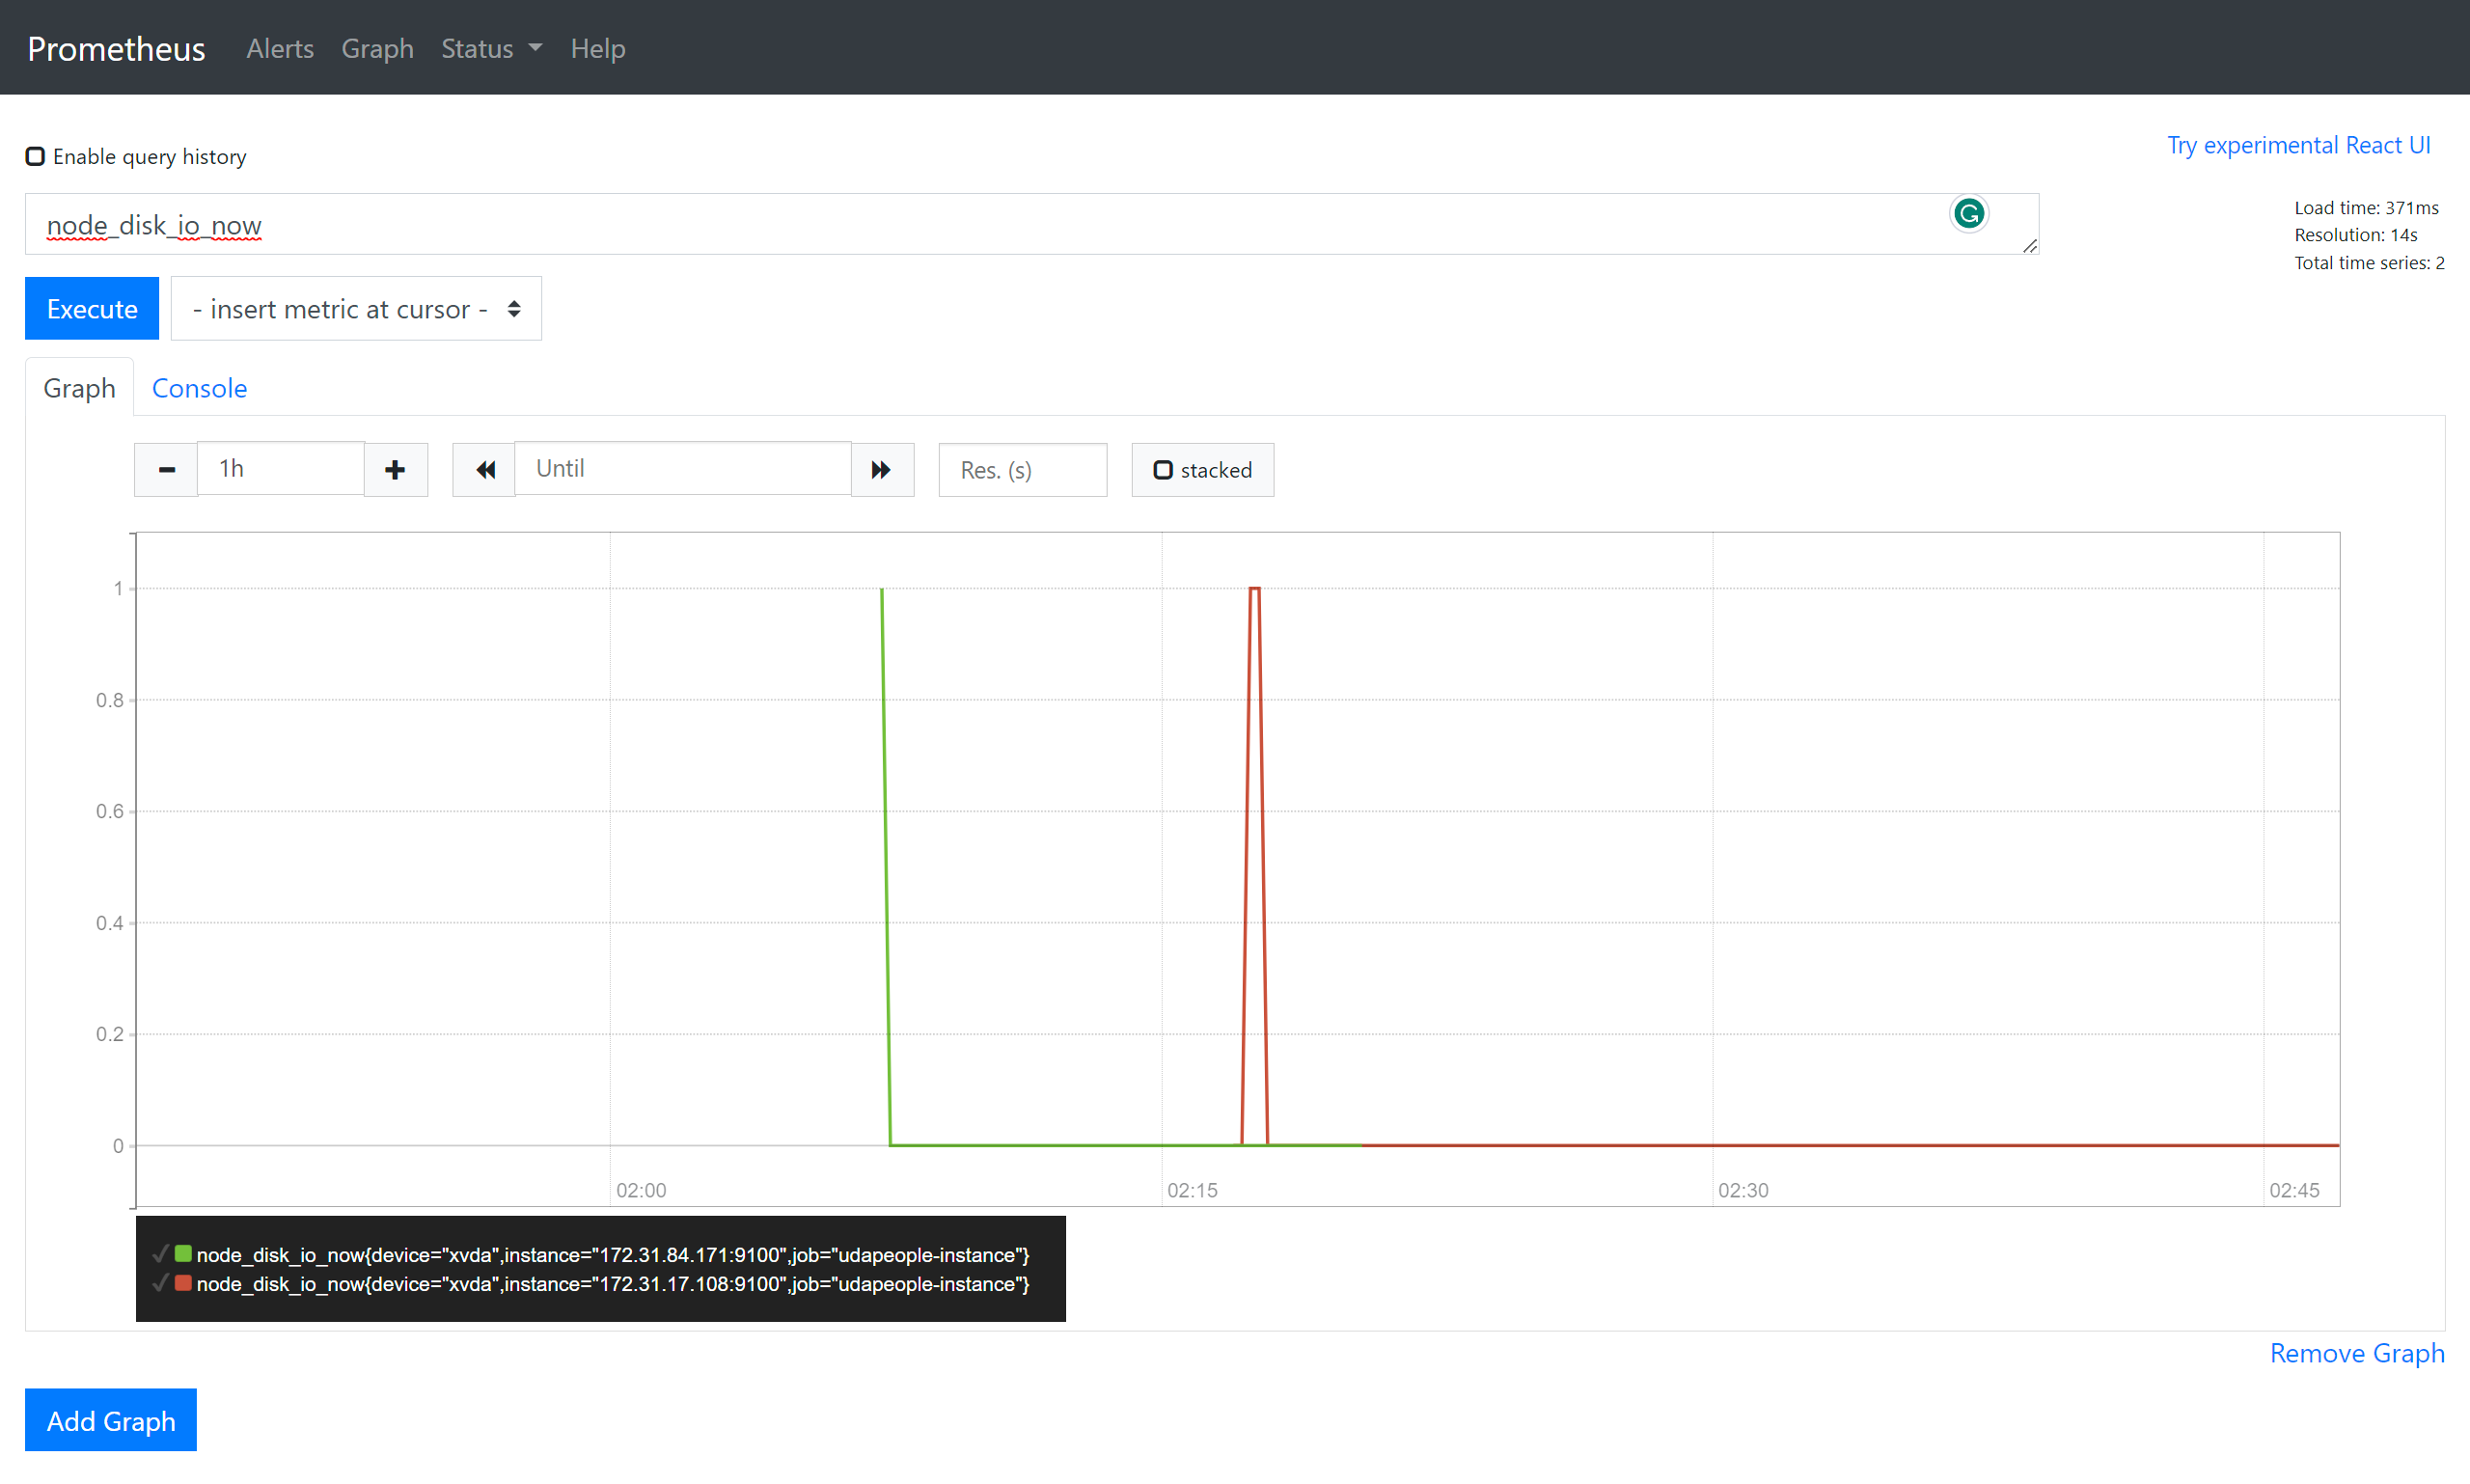 Prometheus Alerts Graph Status Help
Enable query history
Try experimental React UI
node_disk_io_now
Load time: 371ms
Resolution: 14s
Total time series: 2
Execute
- insert metric at cursor -
Graph Console
1h
Until
Res. (s)
stacked
1
0.8
0.6
0.4
0.2
0
02:00 02:15 02:30 02:45
node_disk_io_now{device="xvda",instance="172.31.84.171:9100",job="udapeople-instance"}
node_disk_io_now{device="xvda",instance="172.31.17.108:9100",job="udapeople-instance"}
Remove Graph
Add Graph